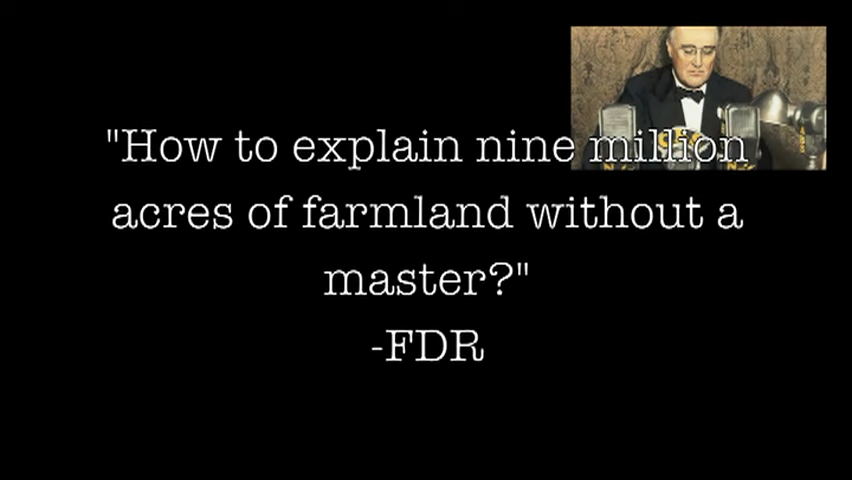 "How to explain nine million
acres of farmland without a
master?"
-FDR